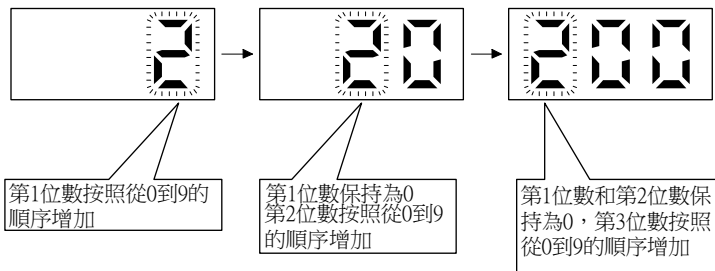 2
20
200
第1位數按照從0到9的
順序增加
第1位數保持為0
第2位數按照從0到9
的順序增加
第1位數和第2位數保
持為0，第3位數按照
從0到9的順序增加